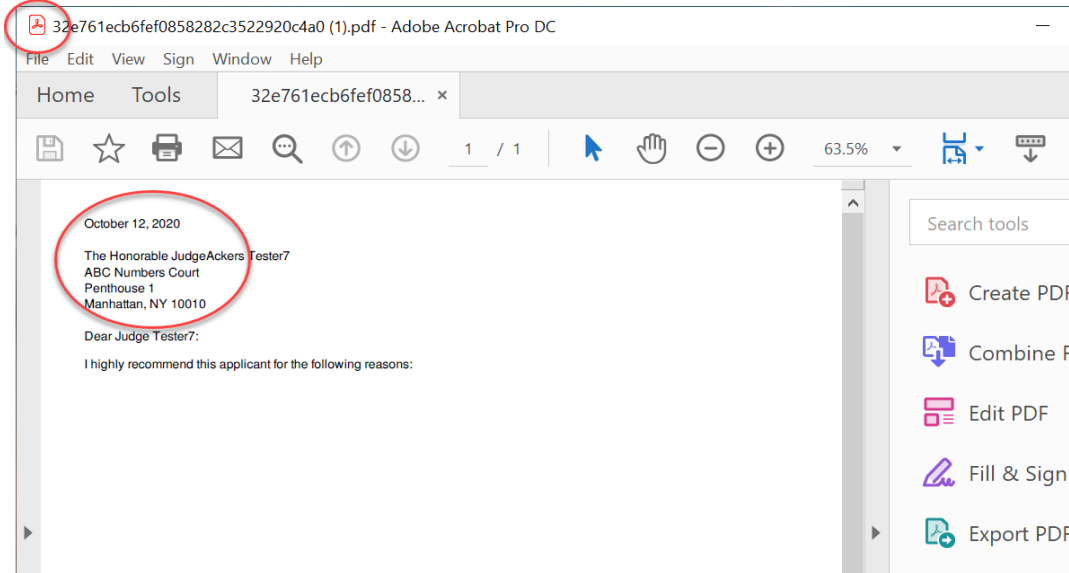 32e761ecb6fef0858282c3522920c4a0 (1).pdf - Adobe Acrobat Pro DC
File Edit View Sign Window Help
Home Tools 32e761ecb6fef0858... ×
1 / 1 63.5%
October 12, 2020
The Honorable JudgeAckers Tester7
ABC Numbers Court
Penthouse 1
Manhattan, NY 10010
Dear Judge Tester7:
I highly recommend this applicant for the following reasons:
Search tools
Create PDF
Combine F
Edit PDF
Fill & Sign
Export PDF